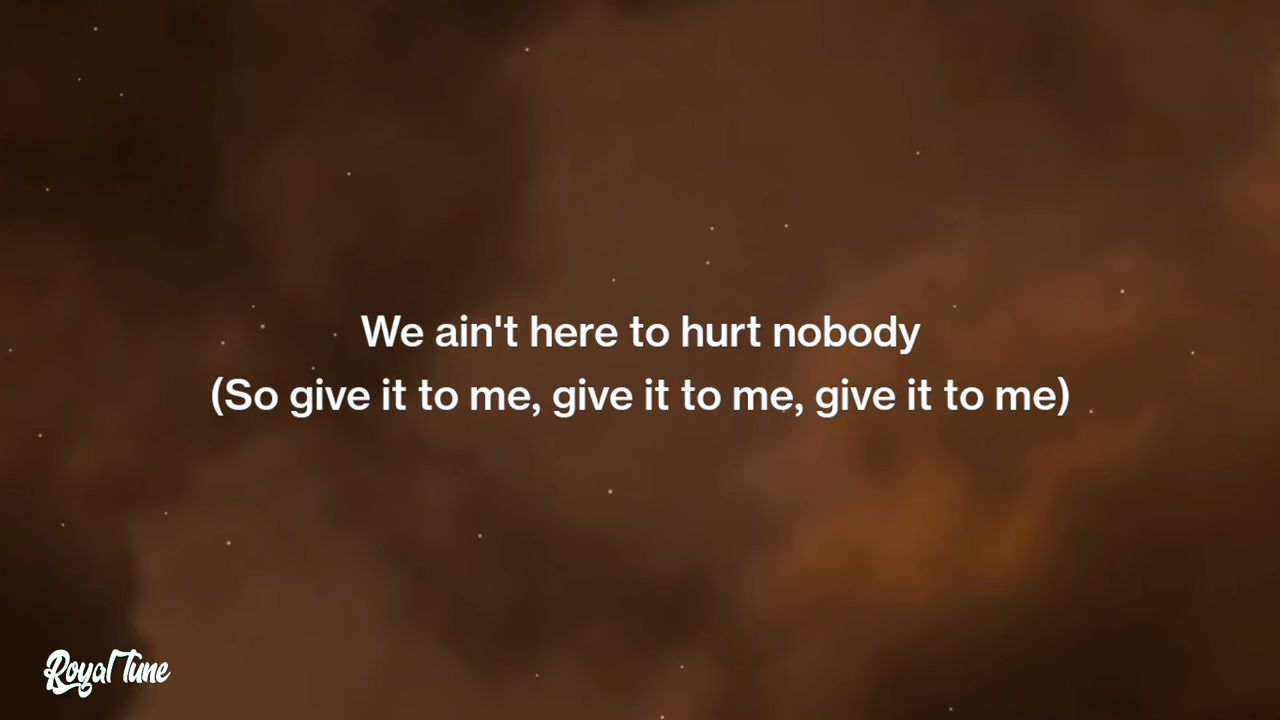 We ain't here to hurt nobody
(So give it to me, give it to me, give it to me)
Royal Tune